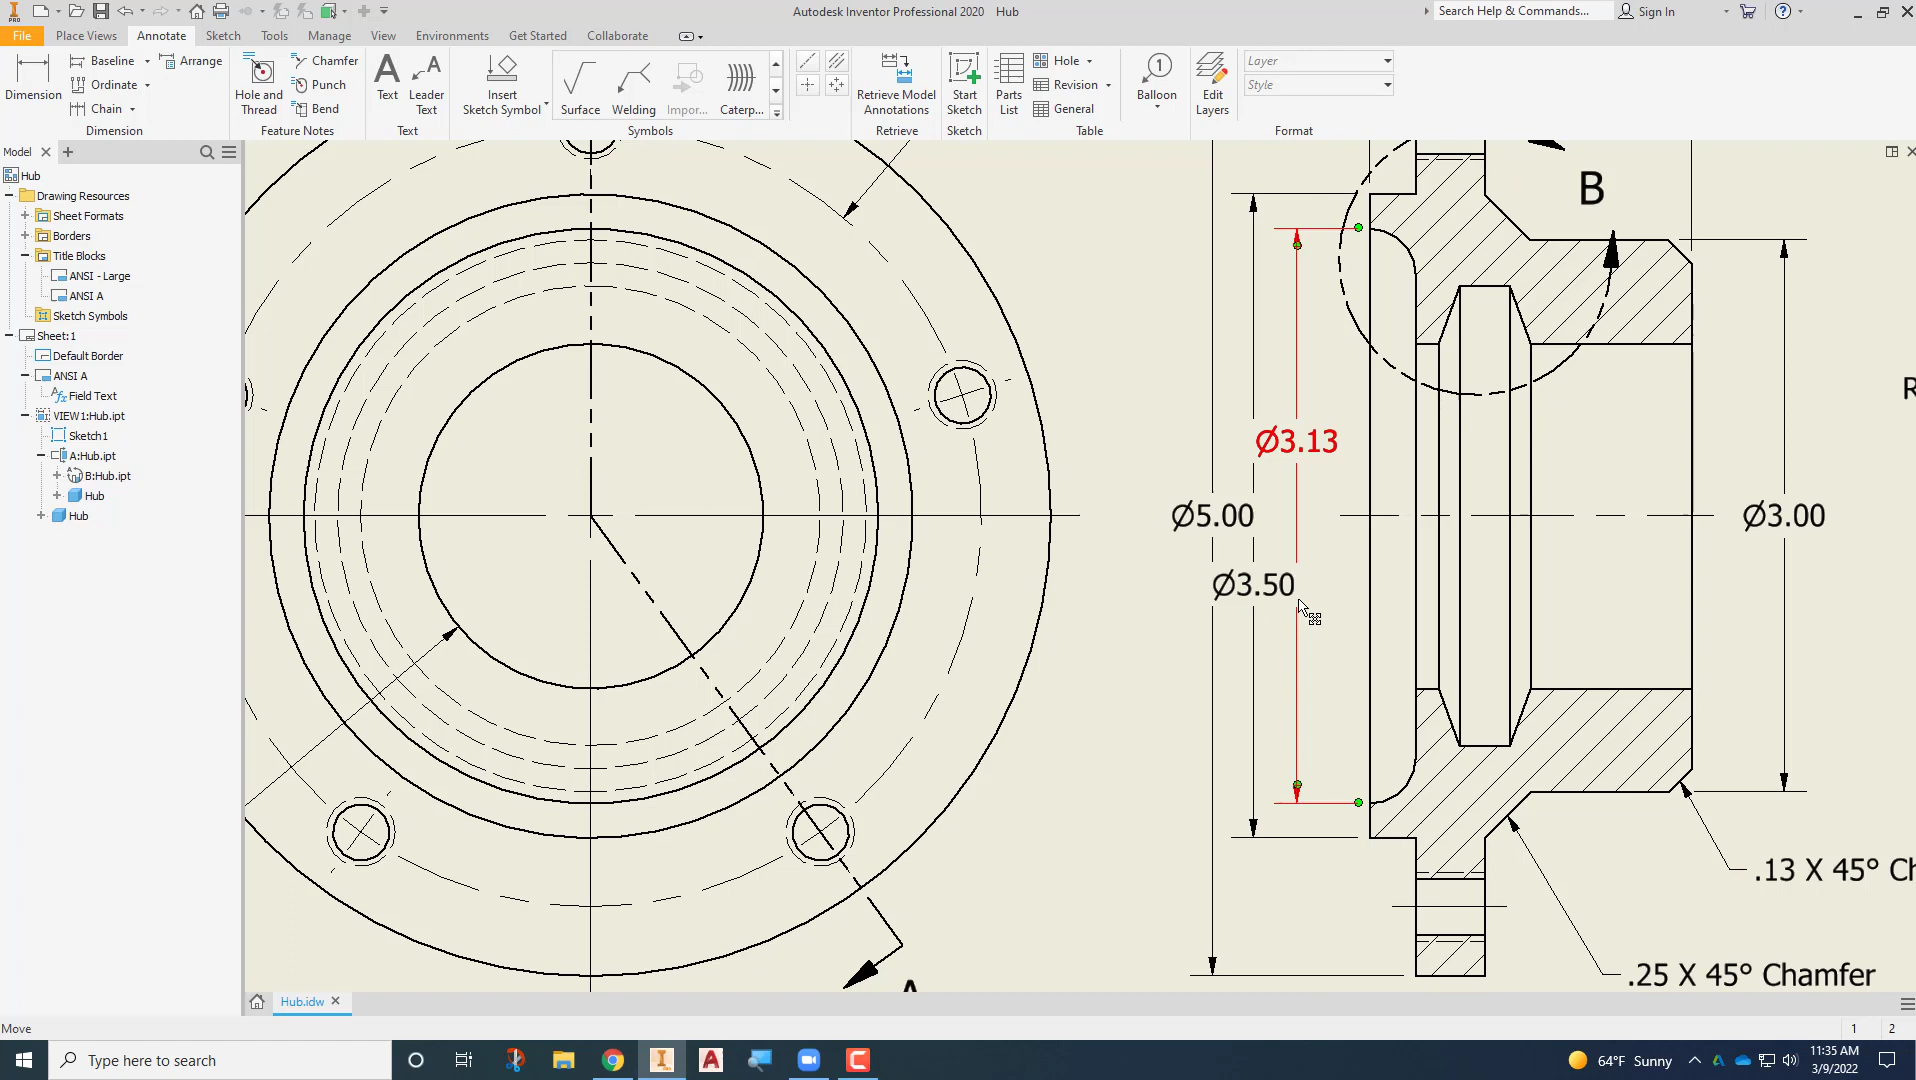 PRO
Autodesk Inventor Professional 2020 Hub
Search Help & Commands...
Sign In
File
Place Views
Annotate
Sketch
Tools
Manage
View
Environments
Get Started
Collaborate
Dimension
Baseline
Ordinate
Chain
Arrange
Dimension
Hole and
Thread
Chamfer
Punch
Bend
Feature Notes
Text
Leader
Text
Text
Insert
Sketch Symbol
Surface
Welding
Impor...
Caterp...
Symbols
Retrieve Model
Annotations
Retrieve
Start
Sketch
Sketch
Parts
List
Hole
Revision
General
Table
1
Balloon
Edit
Layers
Layer
Style
Format
Model
Hub
Drawing Resources
Sheet Formats
Borders
Title Blocks
ANSI - Large
ANSI A
Sketch Symbols
Sheet:1
Default Border
ANSI A
Field Text
VIEW1:Hub.ipt
Sketch1
A:Hub.ipt
B:Hub.ipt
Hub
Hub
B
Ø3.13
Ø5.00
Ø3.50
Ø3.00
.13 X 45° Ch
.25 X 45° Chamfer
A
Hub.idw
Move
1
2
Type here to search
64°F Sunny
11:35 AM
3/9/2022